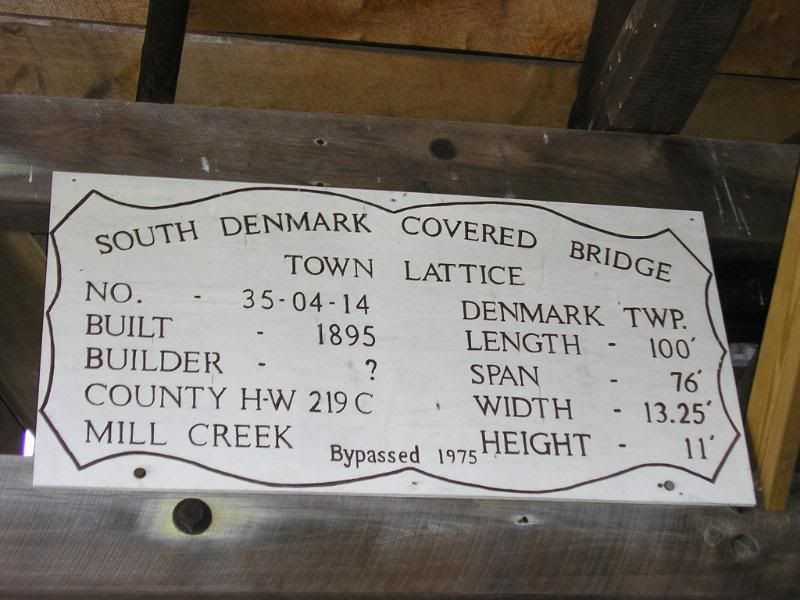 SOUTH DENMARK COVERED BRIDGE
TOWN LATTICE
NO. - 35-04-14
BUILT - 1895
BUILDER - ?
COUNTY H-W 219 C
MILL CREEK
DENMARK TWP.
LENGTH - 100'
SPAN - 76'
WIDTH - 13.25'
HEIGHT - 11'
Bypassed 1975